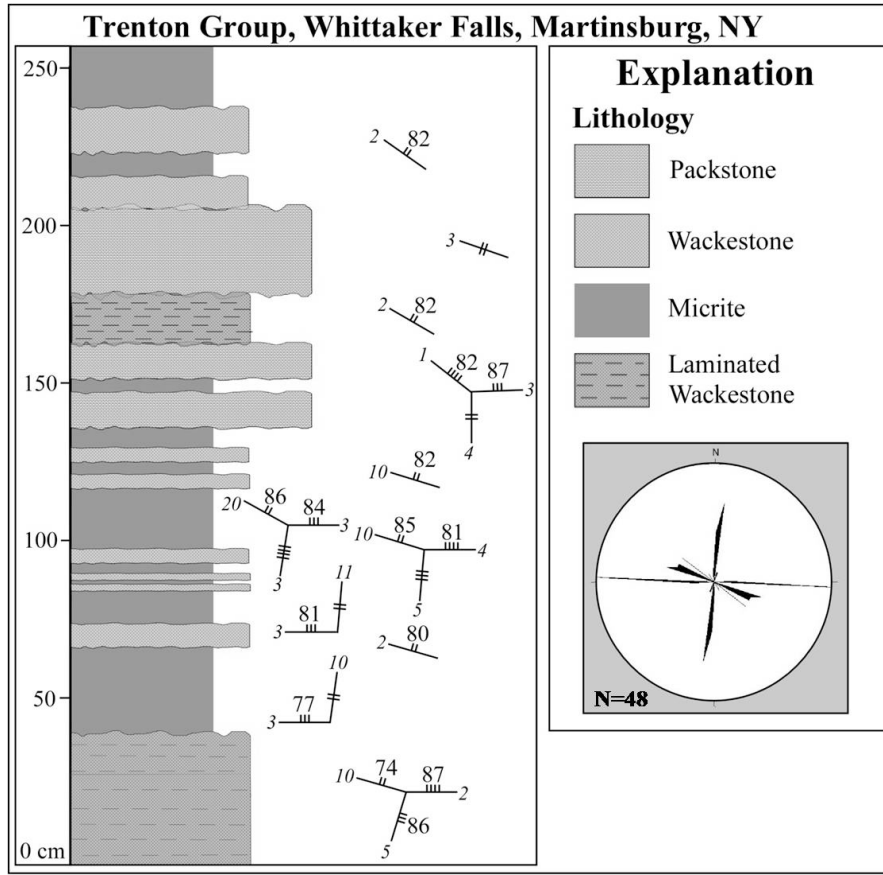 Trenton Group, Whittaker Falls, Martinsburg, NY
250
200
150
100
50
0 cm
2 82
3
2 82
1 82 87 3
4
10 82
20 86 84 3
3
10 85 81 4
5
11
3 81
2 80
10
3 77
10 74 87 2
86
5
Explanation
Lithology
Packstone
Wackestone
Micrite
Laminated
Wackestone
N
N=48